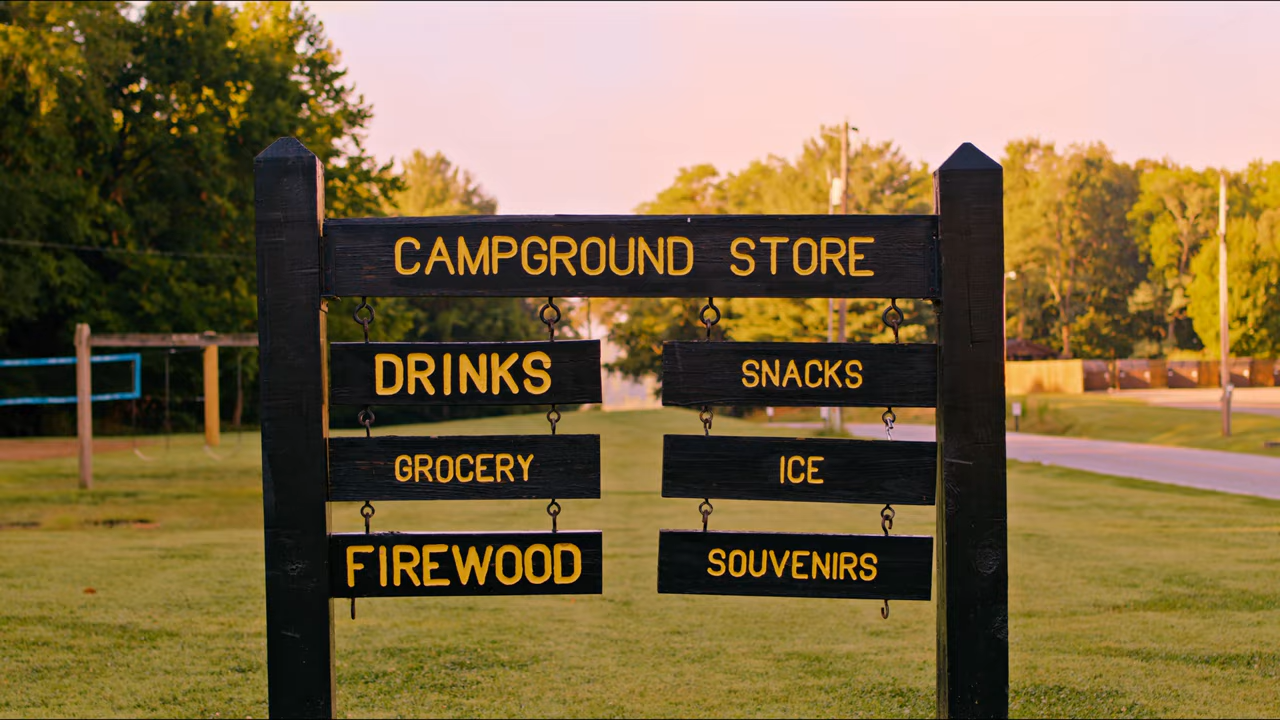 CAMPGROUND STORE
DRINKS
SNACKS
GROCERY
ICE
FIREWOOD
SOUVENIRS